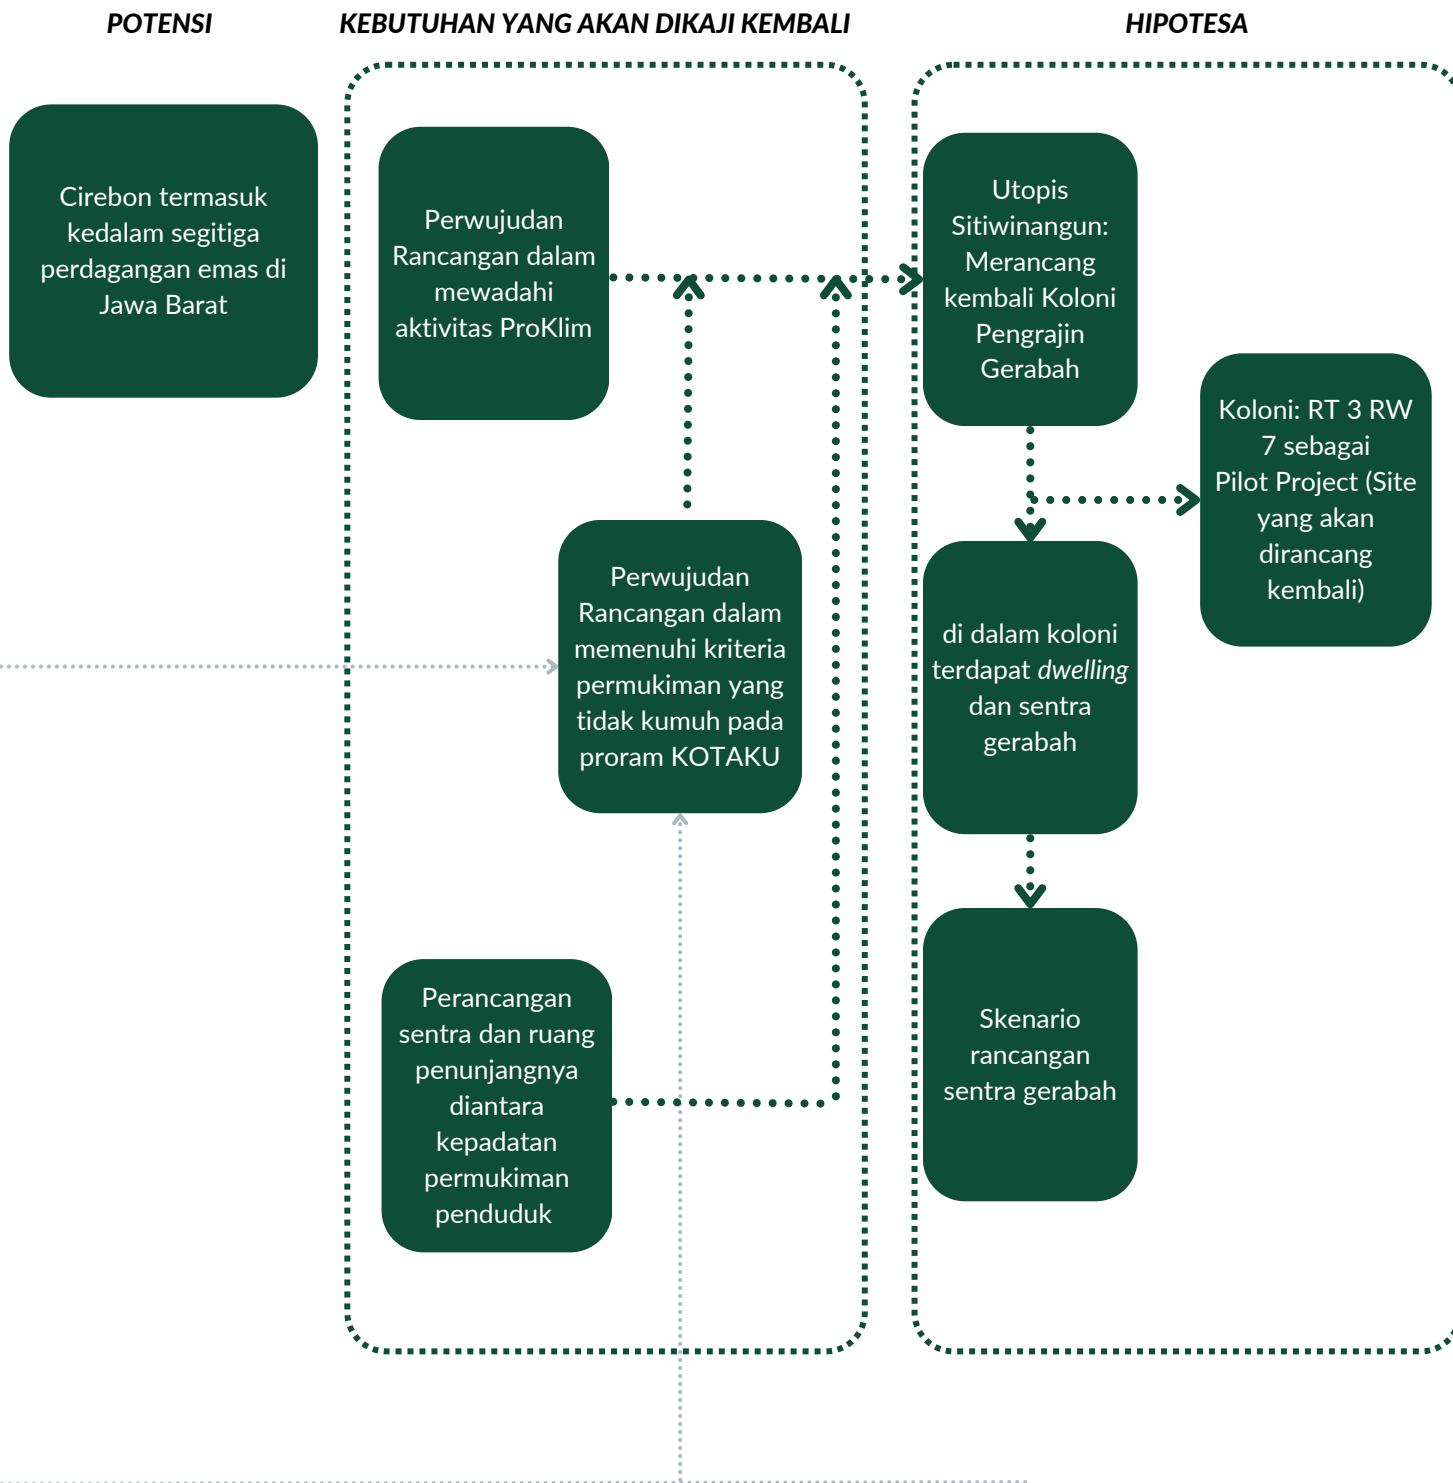 POTENSI
KEBUTUHAN YANG AKAN DIKAJI KEMBALI
HIPOTESA
Cirebon termasuk
kedalam segitiga
perdagangan emas di
Jawa Barat
Perwujudan
Rancangan dalam
mewadahi
aktivitas ProKlim
Perwujudan
Rancangan dalam
memenuhi kriteria
permukiman yang
tidak kumuh pada
proram KOTAKU
Perancangan
sentra dan ruang
penunjangnya
diantara
kepadatan
permukiman
penduduk
Utopis
Sitiwinangun:
Merancang
kembali Koloni
Pengrajin
Gerabah
Koloni: RT 3 RW
7 sebagai
Pilot Project (Site
yang akan
dirancang
kembali)
di dalam koloni
terdapat dwelling
dan sentra
gerabah
Skenario
rancangan
sentra gerabah